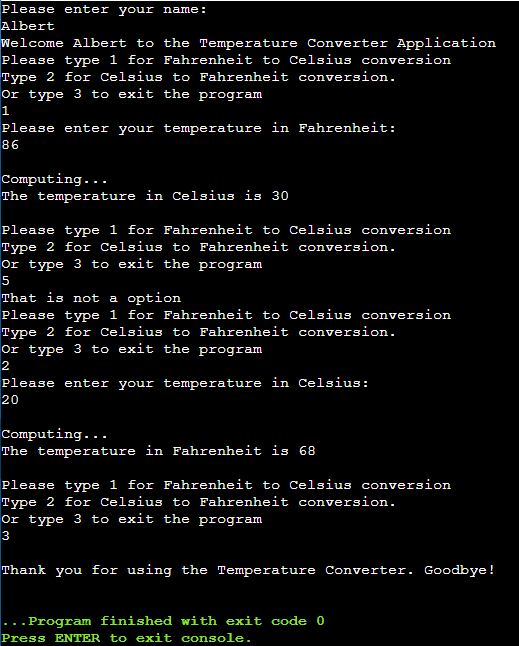 Please enter your name:
Albert
Welcome Albert to the Temperature Converter Application
Please type 1 for Fahrenheit to Celsius conversion
Type 2 for Celsius to Fahrenheit conversion.
Or type 3 to exit the program
1
Please enter your temperature in Fahrenheit:
86
Computing...
The temperature in Celsius is 30
Please type 1 for Fahrenheit to Celsius conversion
Type 2 for Celsius to Fahrenheit conversion.
Or type 3 to exit the program
5
That is not a option
Please type 1 for Fahrenheit to Celsius conversion
Type 2 for Celsius to Fahrenheit conversion.
Or type 3 to exit the program
2
Please enter your temperature in Celsius:
20
Computing...
The temperature in Fahrenheit is 68
Please type 1 for Fahrenheit to Celsius conversion
Type 2 for Celsius to Fahrenheit conversion.
Or type 3 to exit the program
3
Thank you for using the Temperature Converter. Goodbye!
...Program finished with exit code 0
Press ENTER to exit console.